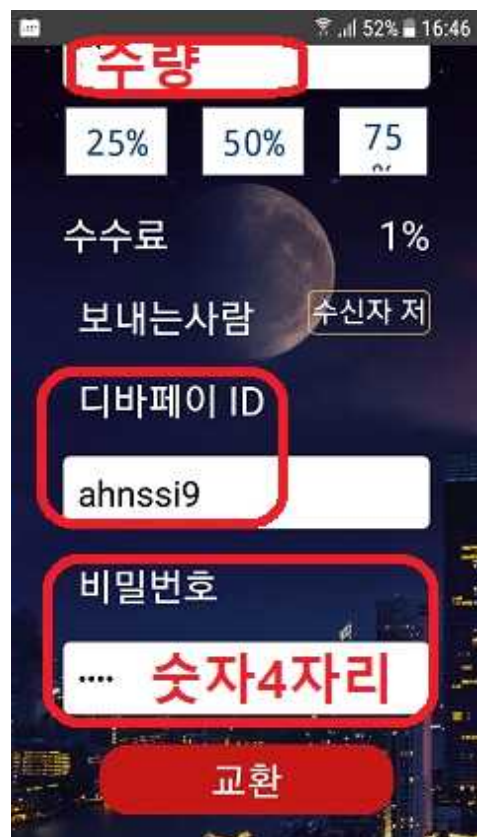 52% 16:46
수량
25% 50% 75
수수료 1%
보내는사람 수신자 저
디바페이 ID
ahnssi9
비밀번호
.... 숫자4자리
교환